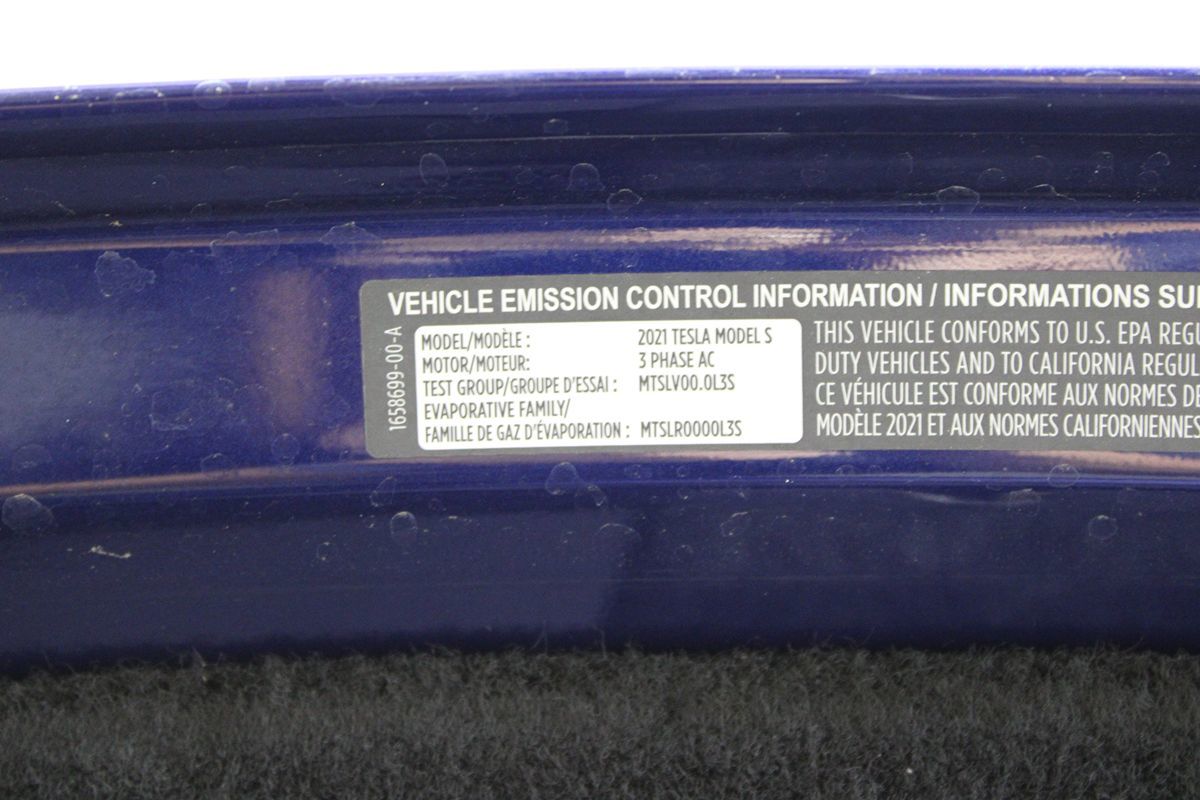 VEHICLE EMISSION CONTROL INFORMATION / INFORMATIONS SU
1658699-00-A
MODEL/MODÈLE : 2021 TESLA MODEL S
MOTOR/MOTEUR: 3 PHASE AC
TEST GROUP/GROUPE D'ESSAI : MTSLV00.0L3S
EVAPORATIVE FAMILY/
FAMILLE DE GAZ D'ÉVAPORATION : MTSLR0000L3S
THIS VEHICLE CONFORMS TO U.S. EPA REGU
DUTY VEHICLES AND TO CALIFORNIA REGUL
CE VÉHICULE EST CONFORME AUX NORMES DE
MODÈLE 2021 ET AUX NORMES CALIFORNIENNES